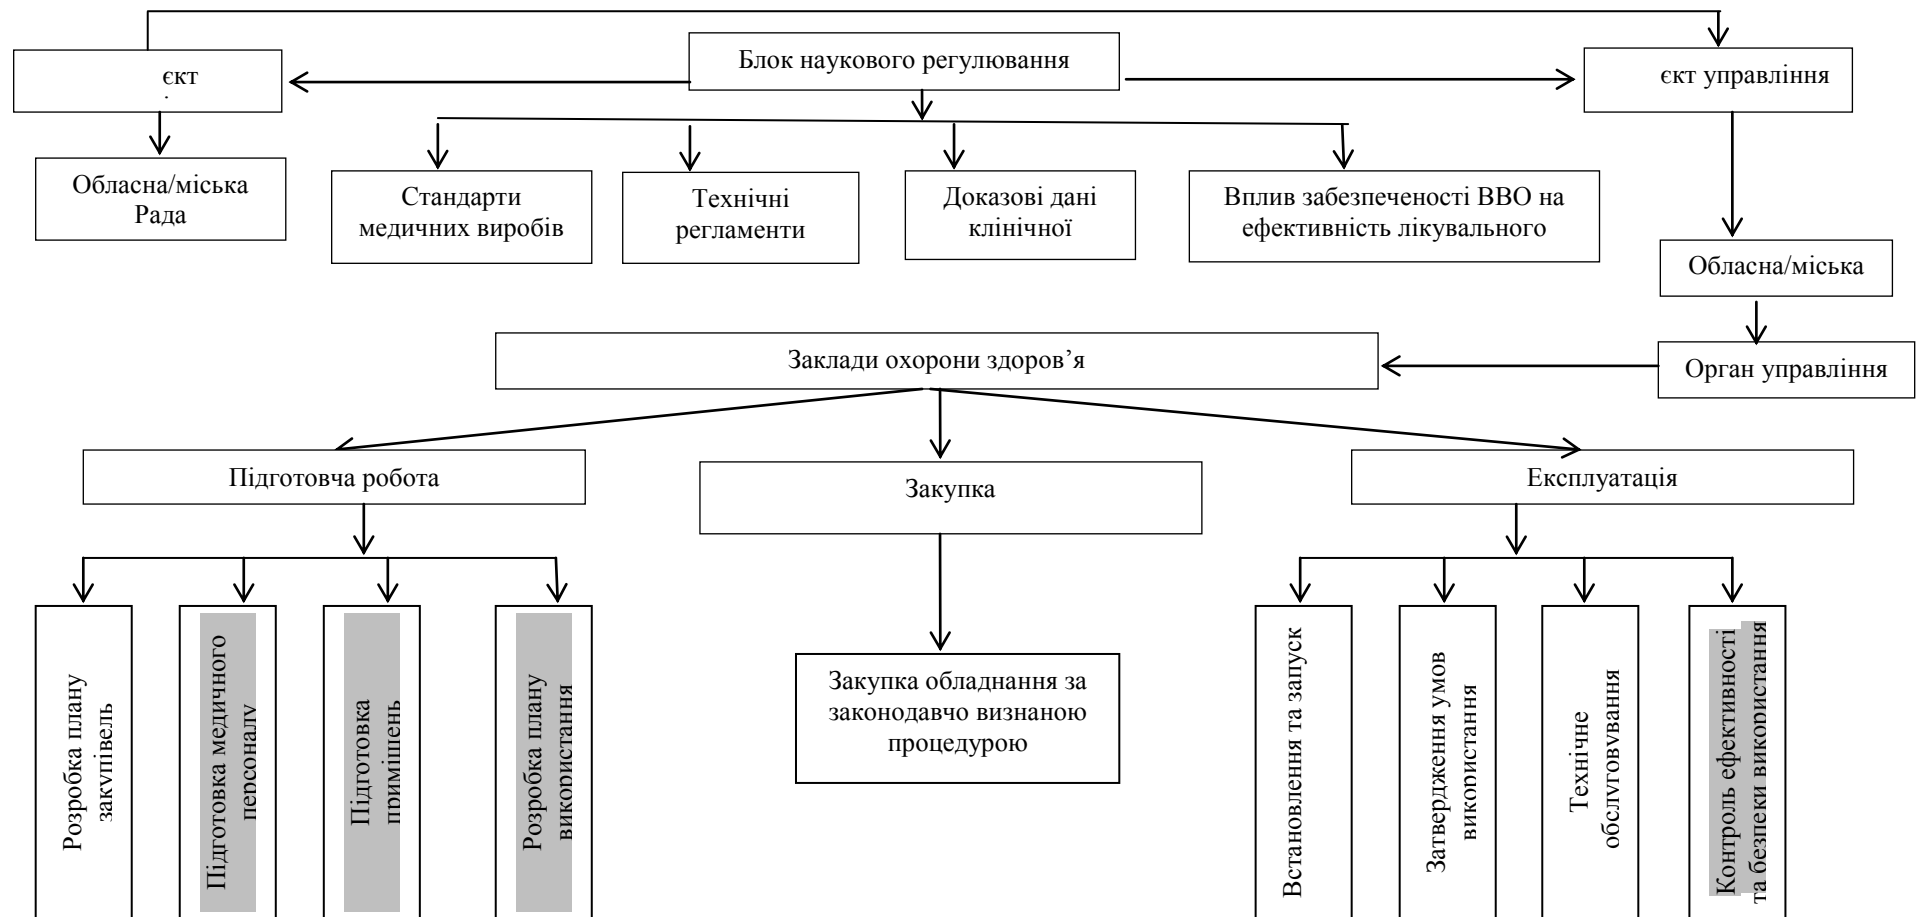 єкт
Блок наукового регулювання
єкт управління
Обласна/міська
Рада
Стандарти
медичних виробів
Технічні
регламенти
Доказові дані
клінічної
Вплив забезпеченості ВВО на
ефективність лікувального
Обласна/міська
Заклади охорони здоров’я
Орган управління
Підготовча робота
Закупка
Експлуатація
Розробка плану
закупівель
Підготовка медичного
персоналу
Підготовка
приміщень
Розробка плану
використання
Закупка обладнання за
законодавчо визнаною
процедурою
Встановлення та запуск
Затвердження умов
використання
Технічне
обслуговування
Контроль ефективності
та безпеки використання